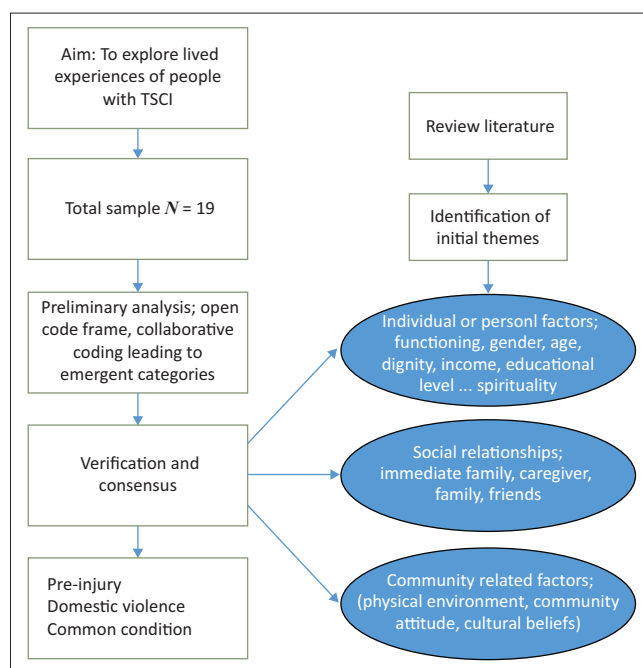 Aim: To explore lived
experiences of people
with TSCI
Total sample N = 19
Preliminary analysis; open
code frame, collaborative
coding leading to
emergent categories
Verification and
consensus
Pre-injury
Domestic violence
Common condition
Review literature
Identification of
initial themes
Individual or personl factors;
functioning, gender, age,
dignity, income, educational
level ... spirituality
Social relationships;
immediate family, caregiver,
family, friends
Community related factors;
(physical environment, community
attitude, cultural beliefs)